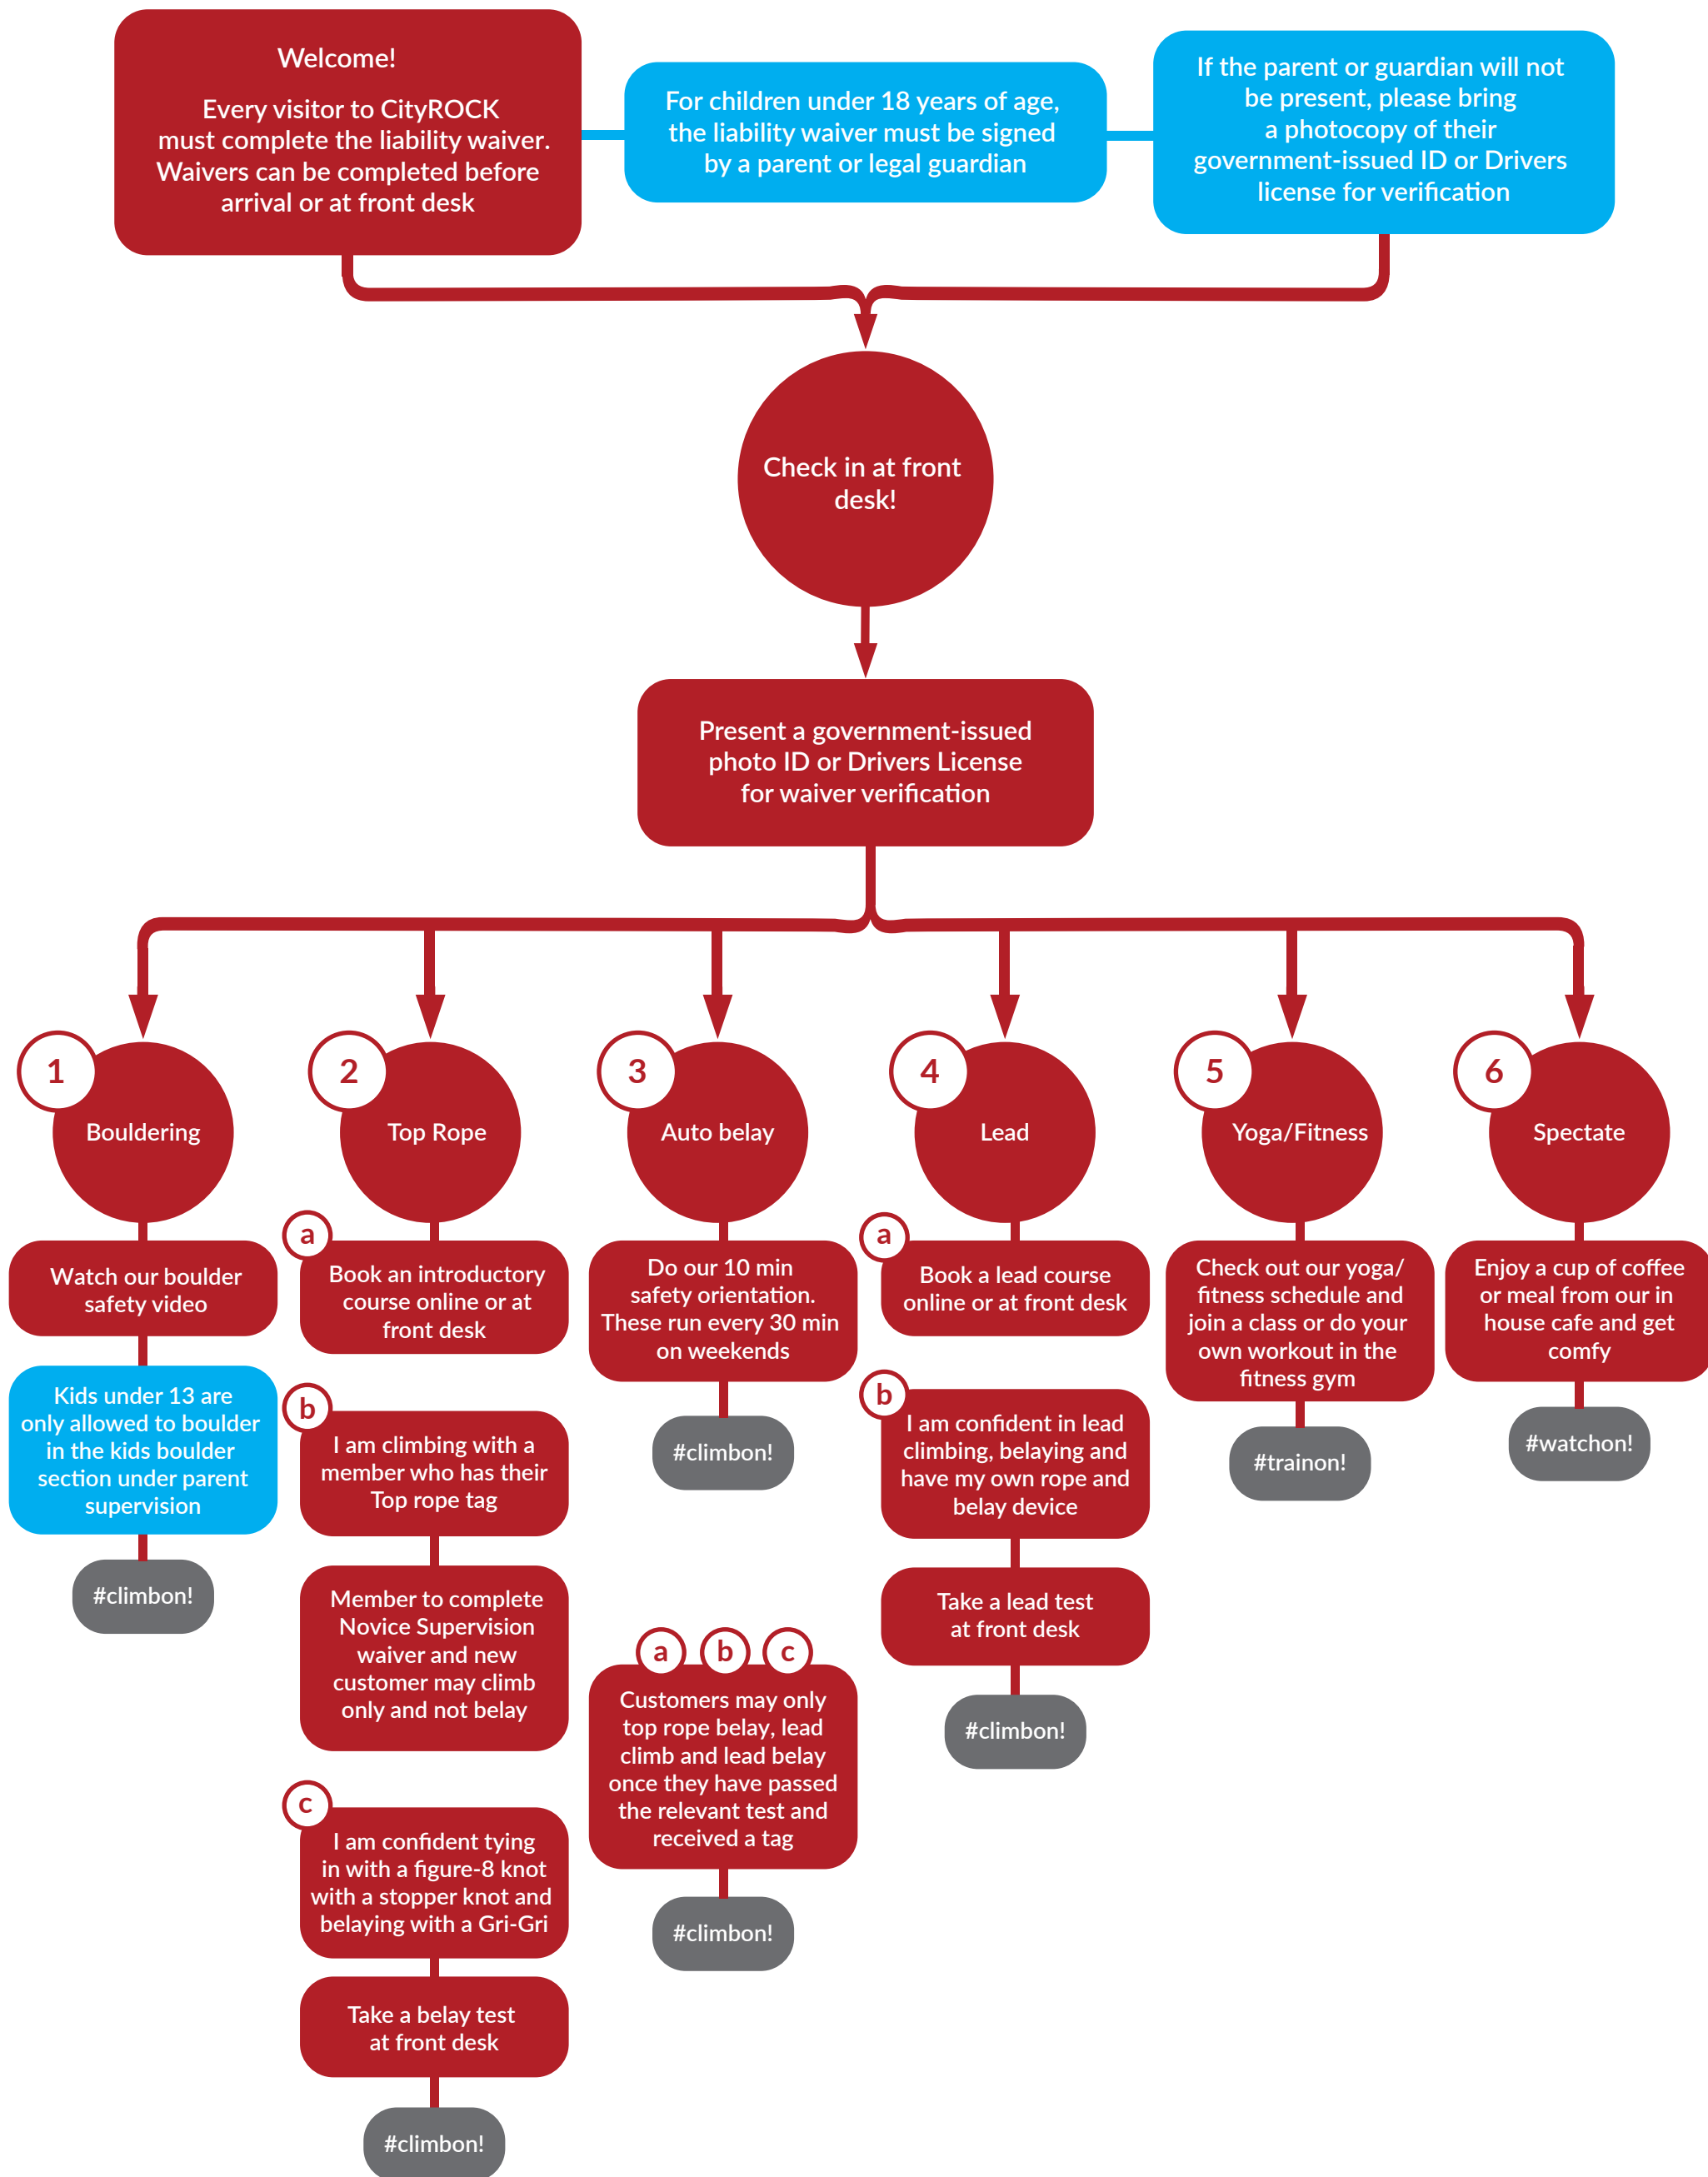 Welcome!
Every visitor to CityROCK
must complete the liability waiver.
Waivers can be completed before
arrival or at front desk
For children under 18 years of age,
the liability waiver must be signed
by a parent or legal guardian
If the parent or guardian will not
be present, please bring
a photocopy of their
government-issued ID or Drivers
license for verification
Check in at front
desk!
Present a government-issued
photo ID or Drivers License
for waiver verification
1
Bouldering
Watch our boulder
safety video
Kids under 13 are
only allowed to boulder
in the kids boulder
section under parent
supervision
#climbon!
2
Top Rope
a
Book an introductory
course online or at
front desk
b
I am climbing with a
member who has their
Top rope tag
Member to complete
Novice Supervision
waiver and new
customer may climb
only and not belay
c
I am confident tying
in with a figure-8 knot
with a stopper knot and
belaying with a Gri-Gri
Take a belay test
at front desk
#climbon!
3
Auto belay
Do our 10 min
safety orientation.
These run every 30 min
on weekends
#climbon!
a b c
Customers may only
top rope belay, lead
climb and lead belay
once they have passed
the relevant test and
received a tag
#climbon!
4
Lead
a
Book a lead course
online or at front desk
b
I am confident in lead
climbing, belaying and
have my own rope and
belay device
Take a lead test
at front desk
#climbon!
5
Yoga/Fitness
Check out our yoga/
fitness schedule and
join a class or do your
own workout in the
fitness gym
#trainon!
6
Spectate
Enjoy a cup of coffee
or meal from our in
house cafe and get
comfy
#watchon!